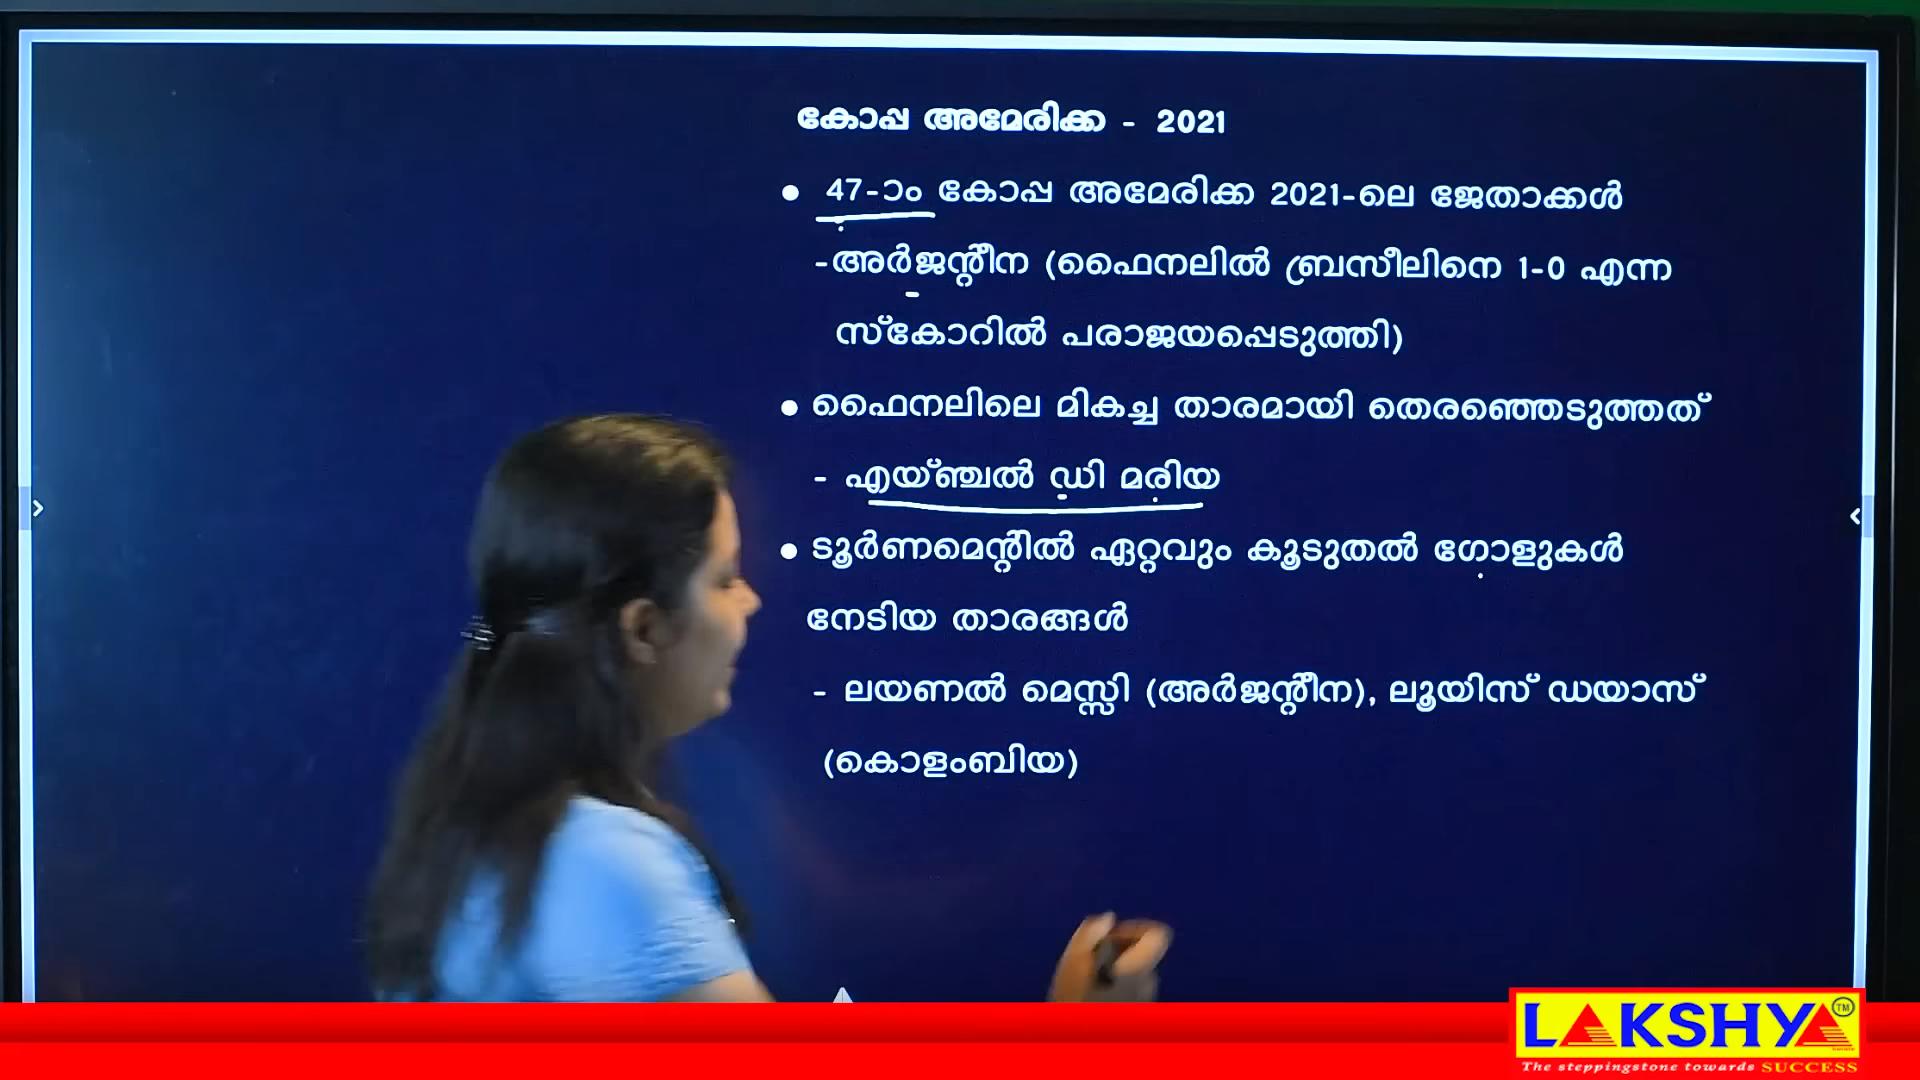 കോപ്പ അമേരിക്ക - 2021
● 47-ാം കോപ്പ അമേരിക്ക 2021-ലെ ജേതാക്കൾ
-അർജന്റീന (ഫൈനലിൽ ബ്രസീലിനെ 1-0 എന്ന
സ്കോറിൽ പരാജയപ്പെടുത്തി)
● ഫൈനലിലെ മികച്ച താരമായി തെരഞ്ഞെടുത്തത്
- എയ്ഞ്ചൽ ഡി മരിയ
● ടൂർണമെന്റിൽ ഏറ്റവും കൂടുതൽ ഗോളുകൾ
നേടിയ താരങ്ങൾ
- ലയണൽ മെസ്സി (അർജന്റീന), ലൂയിസ് ഡയാസ്
(കൊളംബിയ)
LAKSHYA TM
The steppingstone towards SUCCESS